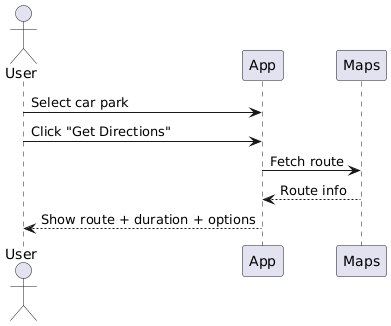 User
App
Maps
Select car park
Click "Get Directions"
Fetch route
Route info
Show route + duration + options
User
App
Maps